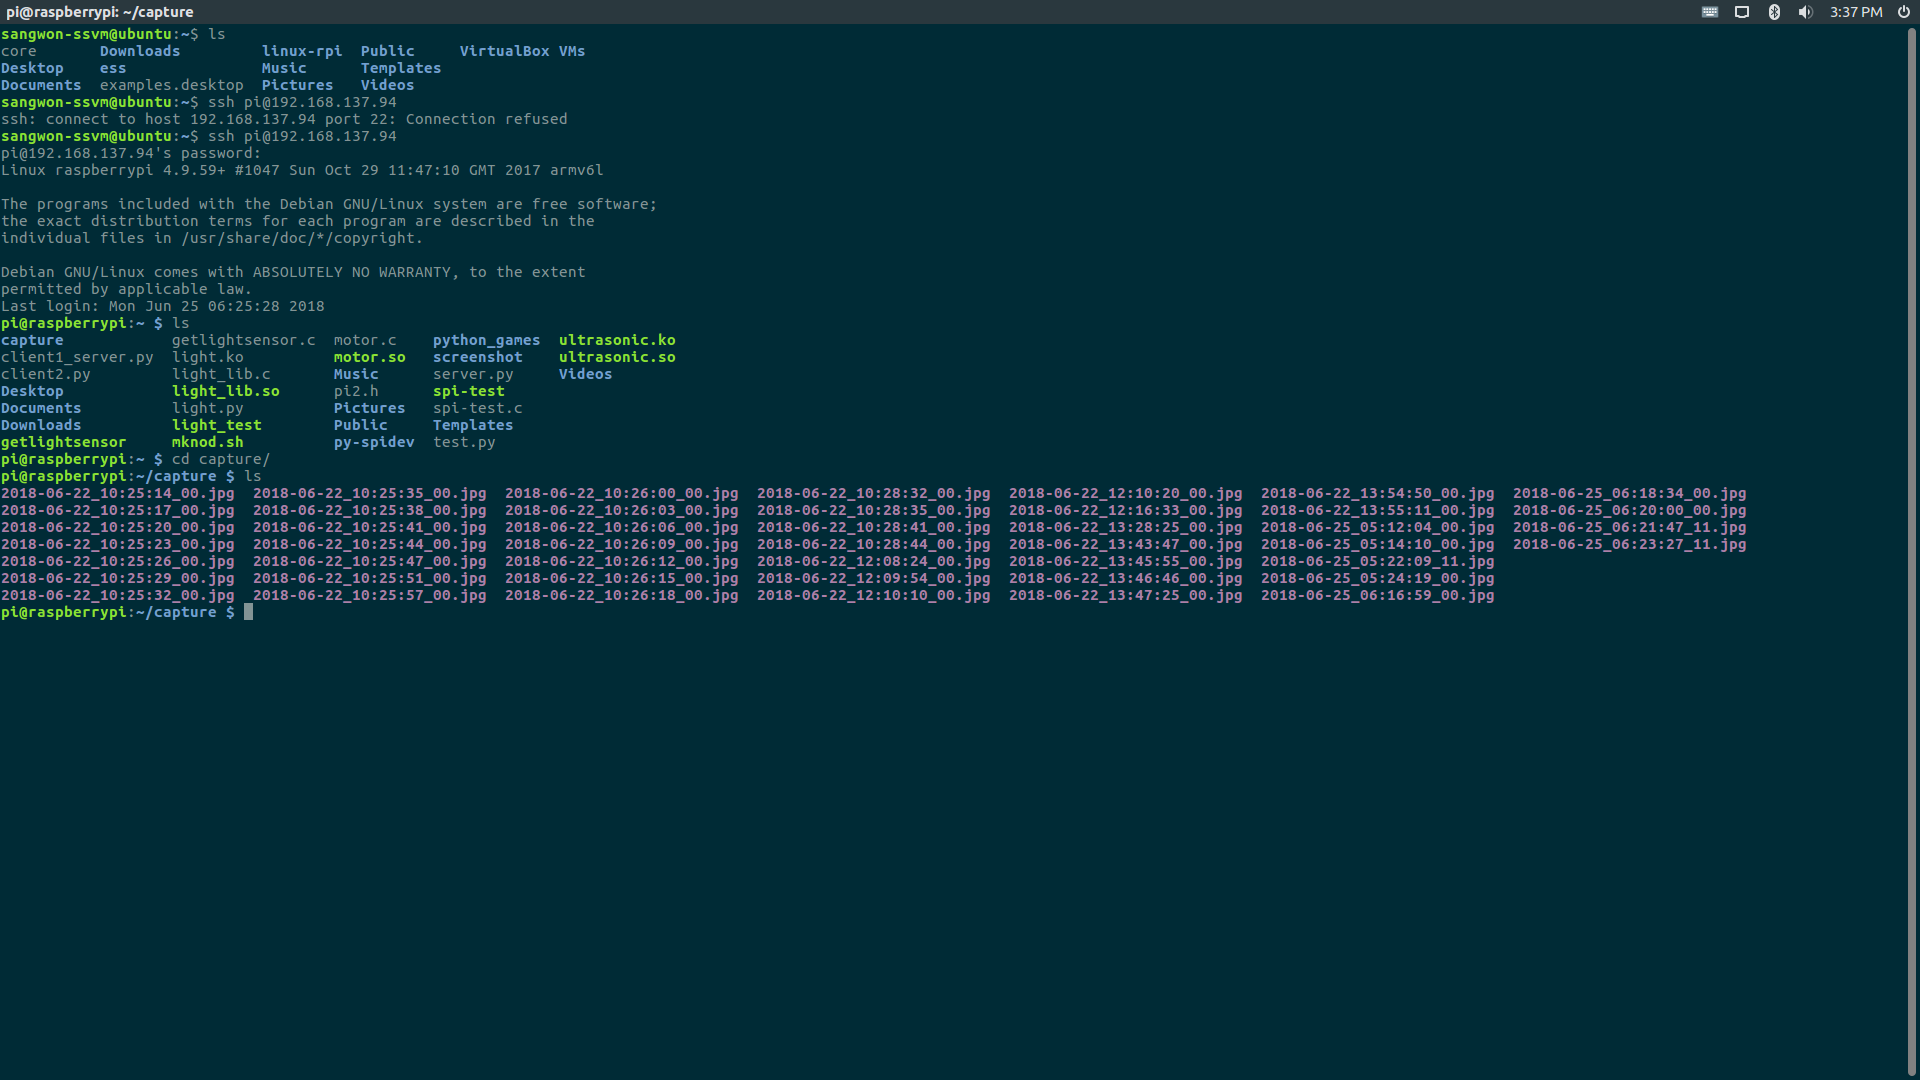 pi@raspberrypi: ~/capture 3:37 PM
sangwon-ssvm@ubuntu:~$ ls
core       Downloads         linux-rpi  Public     VirtualBox VMs
Desktop    ess               Music      Templates
Documents  examples.desktop  Pictures   Videos
sangwon-ssvm@ubuntu:~$ ssh pi@192.168.137.94
ssh: connect to host 192.168.137.94 port 22: Connection refused
sangwon-ssvm@ubuntu:~$ ssh pi@192.168.137.94
pi@192.168.137.94's password:
Linux raspberrypi 4.9.59+ #1047 Sun Oct 29 11:47:10 GMT 2017 armv6l
The programs included with the Debian GNU/Linux system are free software;
the exact distribution terms for each program are described in the
individual files in /usr/share/doc/*/copyright.
Debian GNU/Linux comes with ABSOLUTELY NO WARRANTY, to the extent
permitted by applicable law.
Last login: Mon Jun 25 06:25:28 2018
pi@raspberrypi:~ $ ls
capture            getlightsensor.c  motor.c    python_games  ultrasonic.ko
client1_server.py  light.ko          motor.so   screenshot    ultrasonic.so
client2.py         light_lib.c       Music      server.py     Videos
Desktop            light_lib.so      pi2.h      spi-test
Documents          light.py          Pictures   spi-test.c
Downloads          light_test        Public     Templates
getlightsensor     mknod.sh          py-spidev  test.py
pi@raspberrypi:~ $ cd capture/
pi@raspberrypi:~/capture $ ls
2018-06-22_10:25:14_00.jpg  2018-06-22_10:25:35_00.jpg  2018-06-22_10:26:00_00.jpg  2018-06-22_10:28:32_00.jpg  2018-06-22_12:10:20_00.jpg  2018-06-22_13:54:50_00.jpg  2018-06-25_06:18:34_00.jpg
2018-06-22_10:25:17_00.jpg  2018-06-22_10:25:38_00.jpg  2018-06-22_10:26:03_00.jpg  2018-06-22_10:28:35_00.jpg  2018-06-22_12:16:33_00.jpg  2018-06-22_13:55:11_00.jpg  2018-06-25_06:20:00_00.jpg
2018-06-22_10:25:20_00.jpg  2018-06-22_10:25:41_00.jpg  2018-06-22_10:26:06_00.jpg  2018-06-22_10:28:41_00.jpg  2018-06-22_13:28:25_00.jpg  2018-06-25_05:12:04_00.jpg  2018-06-25_06:21:47_11.jpg
2018-06-22_10:25:23_00.jpg  2018-06-22_10:25:44_00.jpg  2018-06-22_10:26:09_00.jpg  2018-06-22_10:28:44_00.jpg  2018-06-22_13:43:47_00.jpg  2018-06-25_05:14:10_00.jpg  2018-06-25_06:23:27_11.jpg
2018-06-22_10:25:26_00.jpg  2018-06-22_10:25:47_00.jpg  2018-06-22_10:26:12_00.jpg  2018-06-22_12:08:24_00.jpg  2018-06-22_13:45:55_00.jpg  2018-06-25_05:22:09_11.jpg
2018-06-22_10:25:29_00.jpg  2018-06-22_10:25:51_00.jpg  2018-06-22_10:26:15_00.jpg  2018-06-22_12:09:54_00.jpg  2018-06-22_13:46:46_00.jpg  2018-06-25_05:24:19_00.jpg
2018-06-22_10:25:32_00.jpg  2018-06-22_10:25:57_00.jpg  2018-06-22_10:26:18_00.jpg  2018-06-22_12:10:10_00.jpg  2018-06-22_13:47:25_00.jpg  2018-06-25_06:16:59_00.jpg
pi@raspberrypi:~/capture $